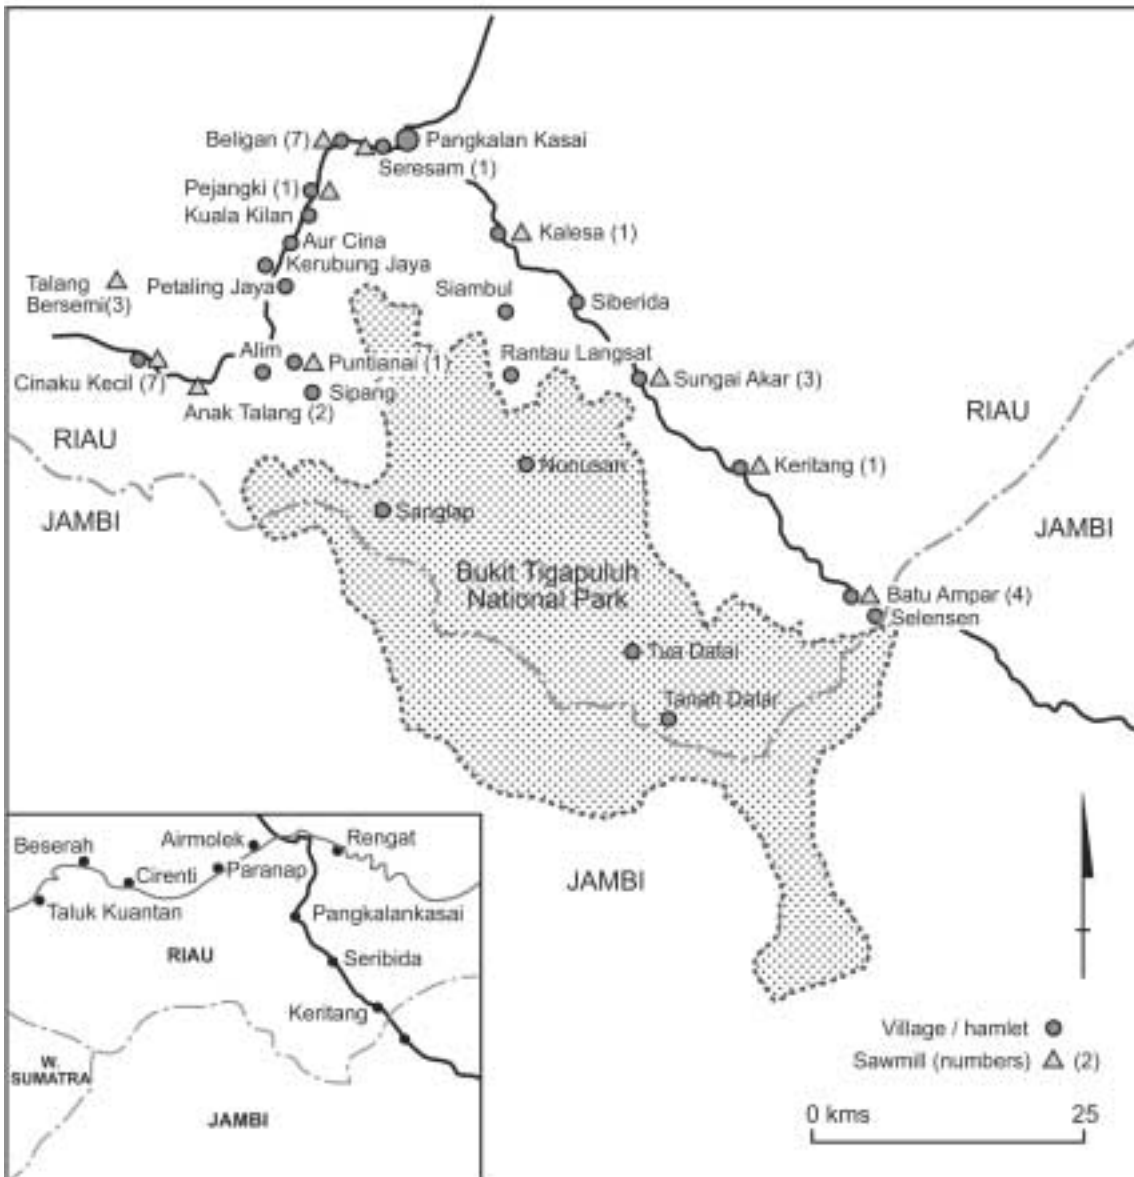 Beligan (7)
Pangkalan Kasai
Seresam (1)
Pejangki (1)
Kuala Kilan
Kalesa (1)
Aur Cina
Kerubung Jaya
Talang
Bersemi(3)
Petaling Jaya
Siambul
Siberida
Alim
Puntianai (1)
Rantau Langsat
Cinaku Kecil (7)
Sipang
Sungai Akar (3)
Anak Talang (2)
RIAU
RIAU
Nonusan
Keritang (1)
JAMBI
Sanglap
JAMBI
Bukit Tigapuluh
National Park
Batu Ampar (4)
Selensen
Tua Datai
Tanah Datar
JAMBI
Beserah
Airmolek
Rengat
Cirenti
Paranap
Taluk Kuantan
Pangkalankasai
RIAU
Seribida
Keritang
W.
SUMATRA
JAMBI
Village / hamlet
Sawmill (numbers) (2)
0 kms 25